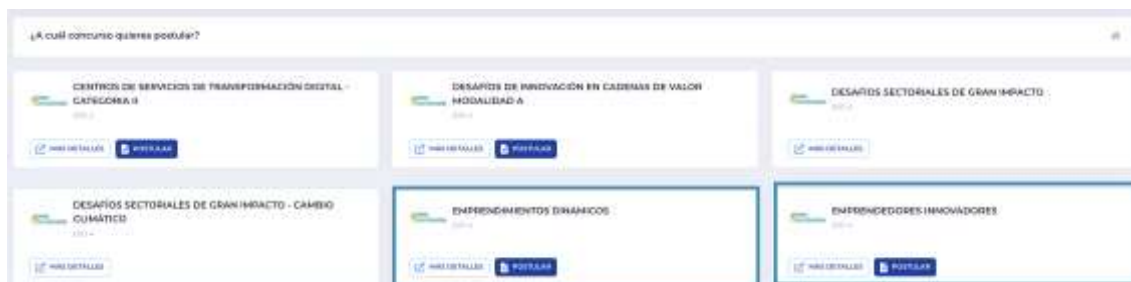 ¿A cuál concurso quieres postular?
CENTROS DE SERVICIOS DE TRANSFORMACIÓN DIGITAL -
CATEGORIA II
MÁS DETALLES
POSTULAR
DESAFÍOS DE INNOVACIÓN EN CADENAS DE VALOR
MODALIDAD A
MÁS DETALLES
POSTULAR
DESAFÍOS SECTORIALES DE GRAN IMPACTO
MÁS DETALLES
DESAFÍOS SECTORIALES DE GRAN IMPACTO - CAMBIO
CLIMÁTICO
MÁS DETALLES
EMPRENDIMIENTOS DINAMICOS
MÁS DETALLES
POSTULAR
EMPRENDEDORES INNOVADORES
MÁS DETALLES
POSTULAR